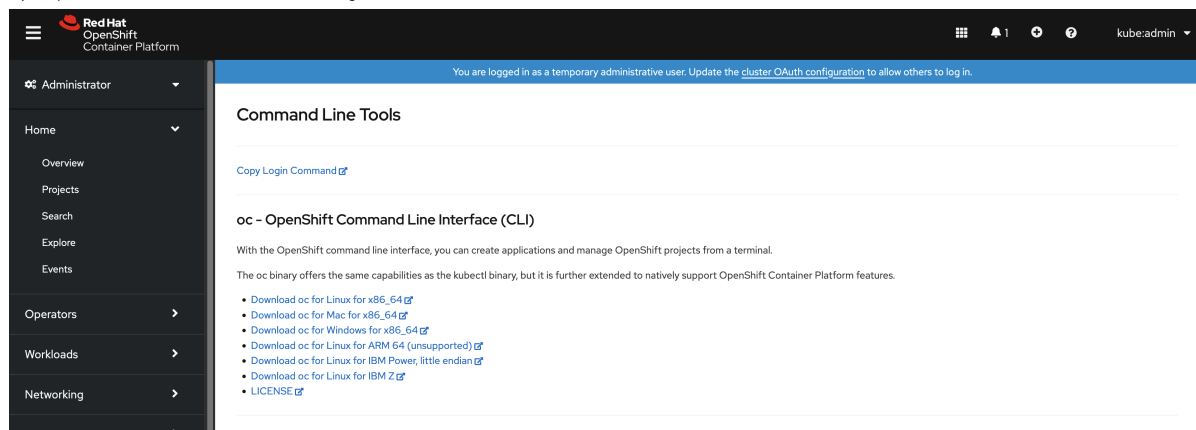 Red Hat
OpenShift
Container Platform
1
kube:admin
Administrator
You are logged in as a temporary administrative user. Update the cluster OAuth configuration to allow others to log in.
Home
Overview
Projects
Search
Explore
Events
Operators
Workloads
Networking
Command Line Tools
Copy Login Command
oc - OpenShift Command Line Interface (CLI)
With the OpenShift command line interface, you can create applications and manage OpenShift projects from a terminal.
The oc binary offers the same capabilities as the kubectl binary, but it is further extended to natively support OpenShift Container Platform features.
Download oc for Linux for x86_64
Download oc for Mac for x86_64
Download oc for Windows for x86_64
Download oc for Linux for ARM 64 (unsupported)
Download oc for Linux for IBM Power, little endian
Download oc for Linux for IBM Z
LICENSE